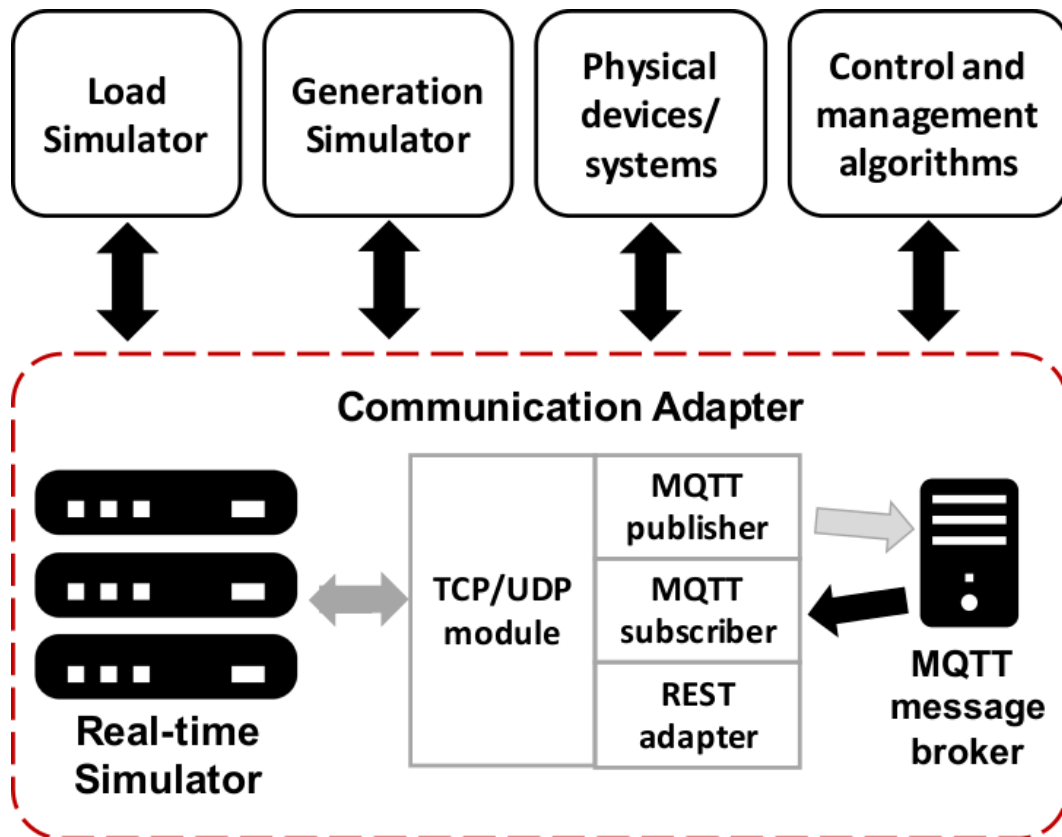 Load
Simulator
Generation
Simulator
Physical
devices/
systems
Control and
management
algorithms
Communication Adapter
Real-time
Simulator
TCP/UDP
module
MQTT
publisher
MQTT
subscriber
REST
adapter
MQTT
message
broker